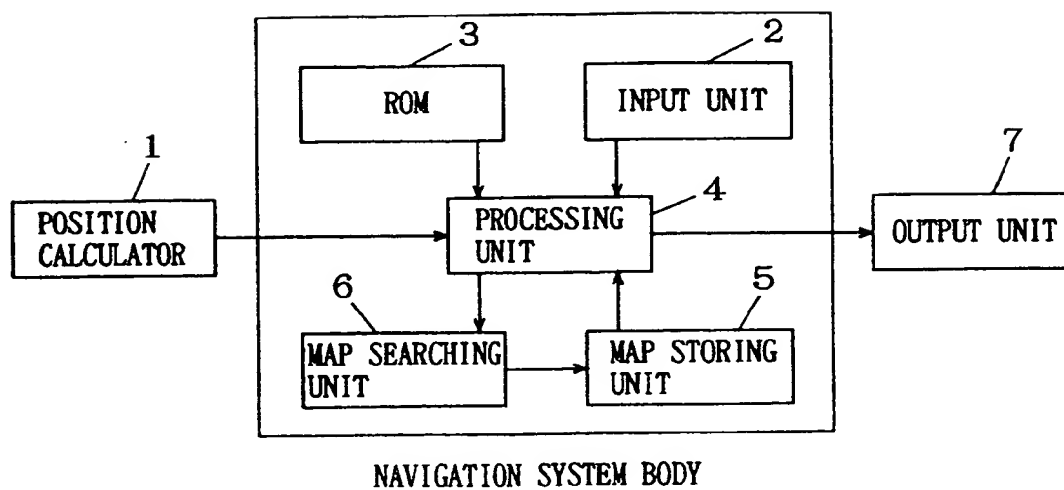 3
2
ROM
INPUT UNIT
1
7
4
POSITION
CALCULATOR
PROCESSING
UNIT
OUTPUT UNIT
6
5
MAP SEARCHING
UNIT
MAP STORING
UNIT
NAVIGATION SYSTEM BODY